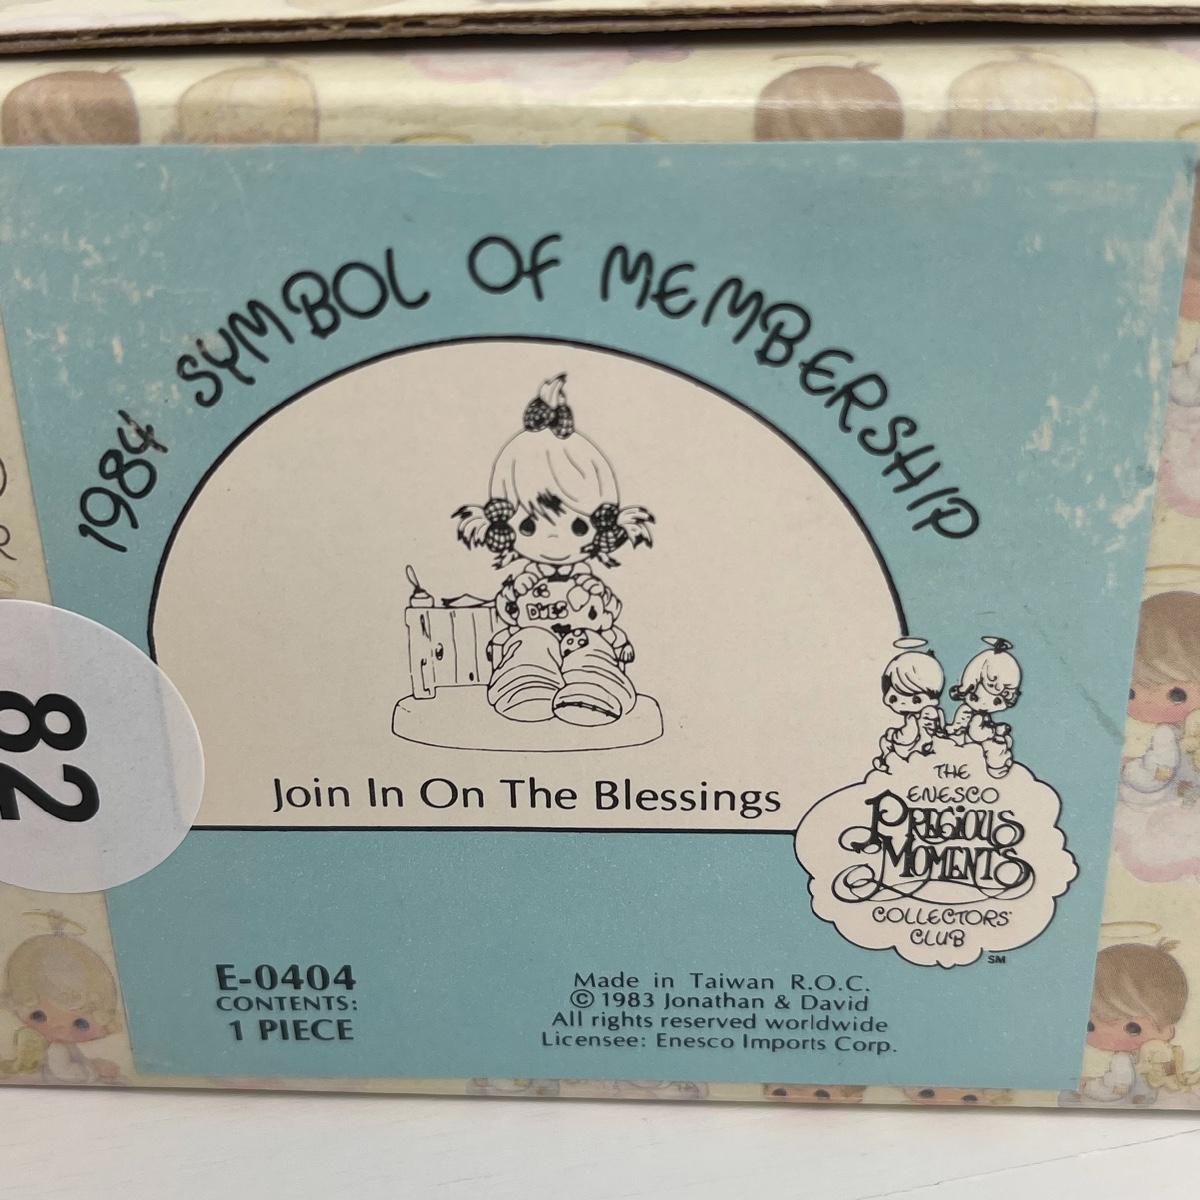 1984 SYMBOL OF MEMBERSHIP
DUES
Join In On The Blessings
THE
ENESCO
PRECIOUS
MOMENTS
COLLECTORS'
CLUB
SM
E-0404
CONTENTS:
1 PIECE
Made in Taiwan R.O.C.
© 1983 Jonathan & David
All rights reserved worldwide
Licensee: Enesco Imports Corp.
82
R